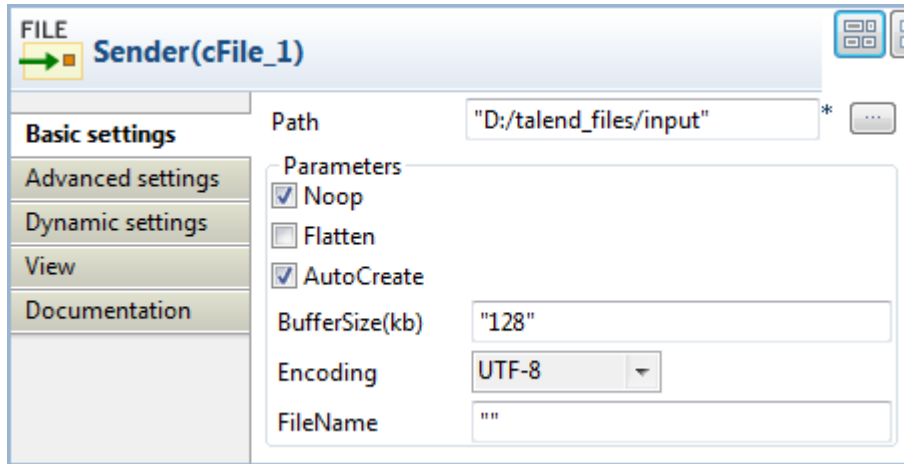 FILE
Sender(cFile_1)
Basic settings
Advanced settings
Dynamic settings
View
Documentation
Path "D:/talend_files/input" * ...
Parameters
Noop
Flatten
AutoCreate
BufferSize(kb) "128"
Encoding UTF-8
FileName ""